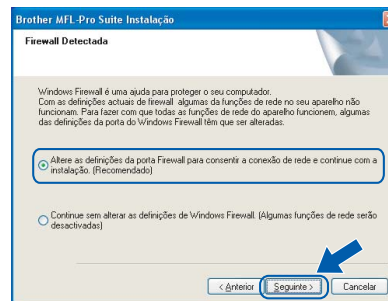 Brother MFL-Pro Suite Instalação
Firewall Detectada
Windows Firewall é uma ajuda para proteger o seu computador.
Com as definições actuais de firewall algumas da funções de rede no seu aparelho não
funcionam. Para fazer com que todas as funções de rede do aparelho funcionem, algumas
das definições da porta do Windows Firewall têm que ser alteradas.
Altere as definições da porta Firewall para consentir a conexão de rede e continue com a
instalação. (Recomendado)
Continue sem alterar as definições de Windows Firewall. (Algumas funções de rede serão
desactivadas)
< Anterior Seguinte > Cancelar